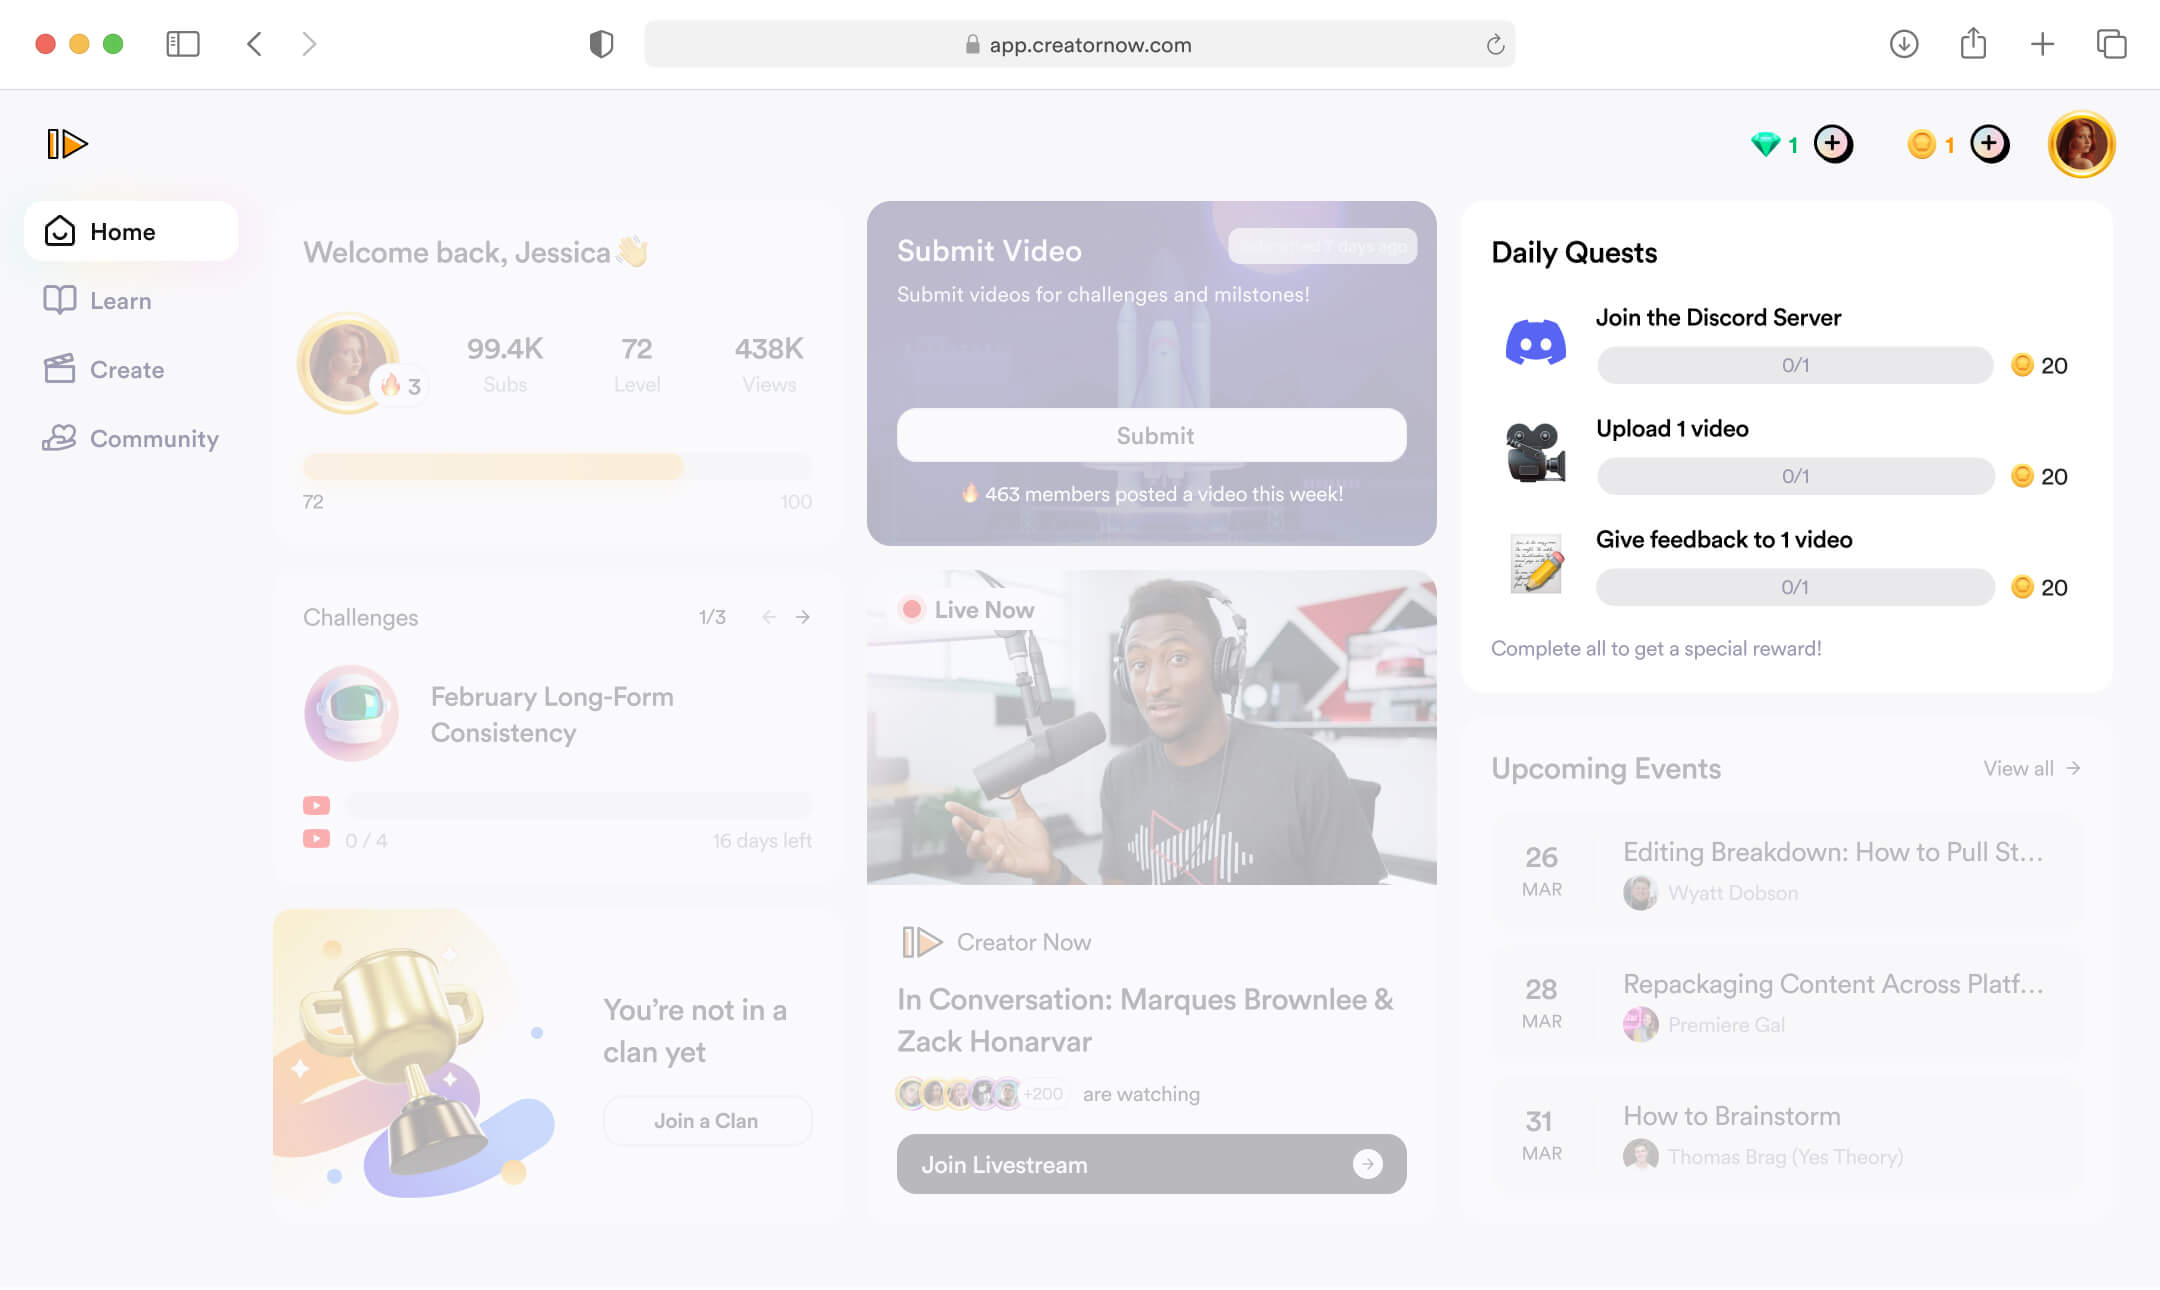 app.creatornow.com
1
1
Home
Learn
Create
Community
Welcome back, Jessica👋
3
99.4K
Subs
72
Level
438K
Views
72
100
Submit Video
Submitted 7 days ago
Submit videos for challenges and milstones!
Submit
🔥 463 members posted a video this week!
Daily Quests
Join the Discord Server
0/1
20
Upload 1 video
0/1
20
Give feedback to 1 video
0/1
20
Complete all to get a special reward!
Challenges
1/3
February Long-Form
Consistency
0 / 4
16 days left
You’re not in a
clan yet
Join a Clan
Live Now
Creator Now
In Conversation: Marques Brownlee &
Zack Honarvar
+200
are watching
Join Livestream
Upcoming Events
View all
26
MAR
Editing Breakdown: How to Pull St...
Wyatt Dobson
28
MAR
Repackaging Content Across Platf...
Premiere Gal
31
MAR
How to Brainstorm
Thomas Brag (Yes Theory)